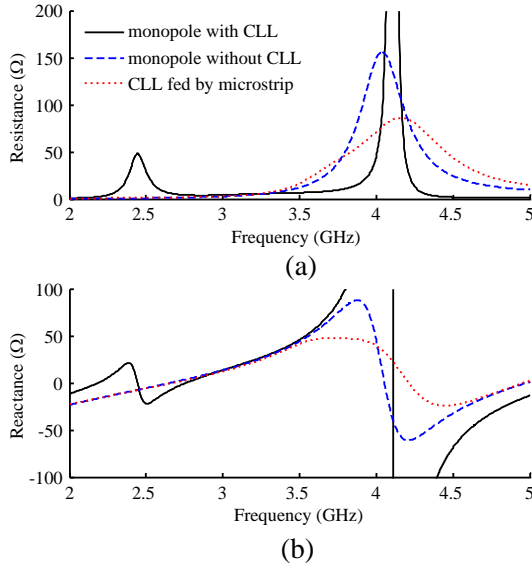 200
150
100
50
0
Resistance (Ω)
monopole with CLL
monopole without CLL
CLL fed by microstrip
2 2.5 3 3.5 4 4.5 5
Frequency (GHz)
(a)
100
50
0
-50
-100
Reactance (Ω)
2 2.5 3 3.5 4 4.5 5
Frequency (GHz)
(b)